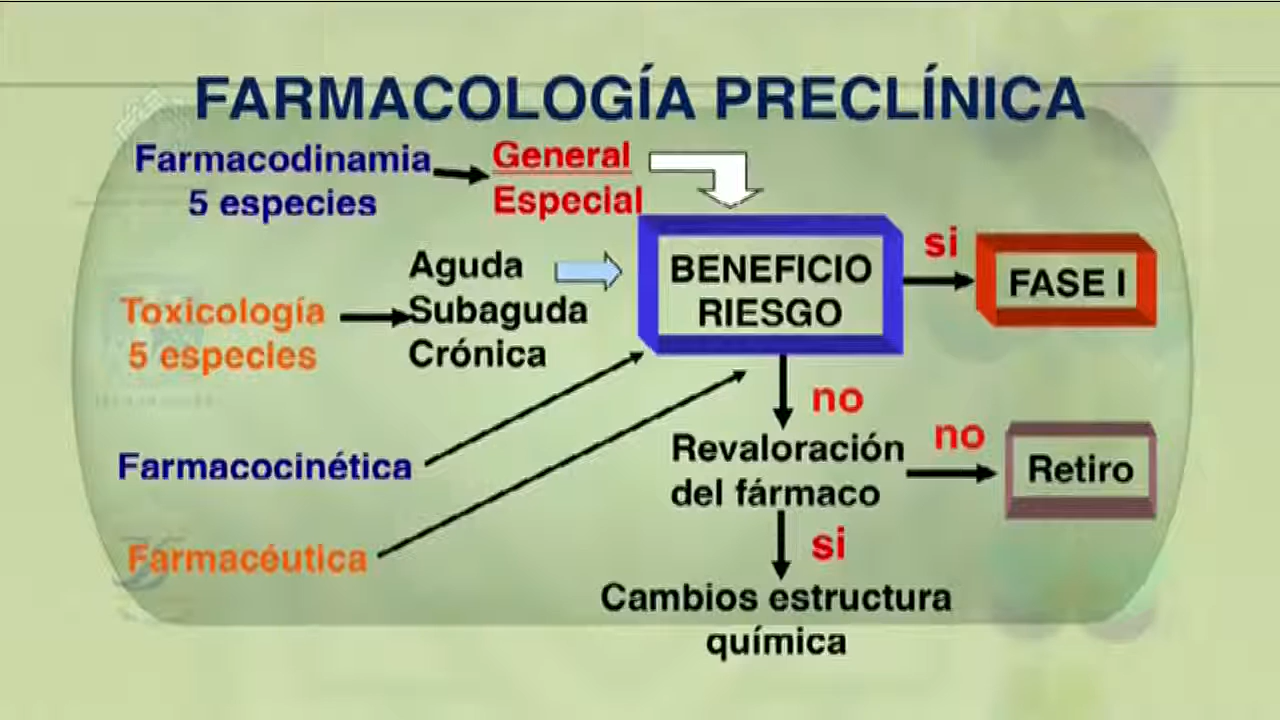 FARMACOLOGÍA PRECLÍNICA
Farmacodinamia
5 especies
General
Especial
Aguda
Subaguda
Crónica
Toxicología
5 especies
BENEFICIO
RIESGO
si
FASE I
no
Farmacocinética
Revaloración
del fármaco
no
Retiro
Farmacéutica
si
Cambios estructura
química